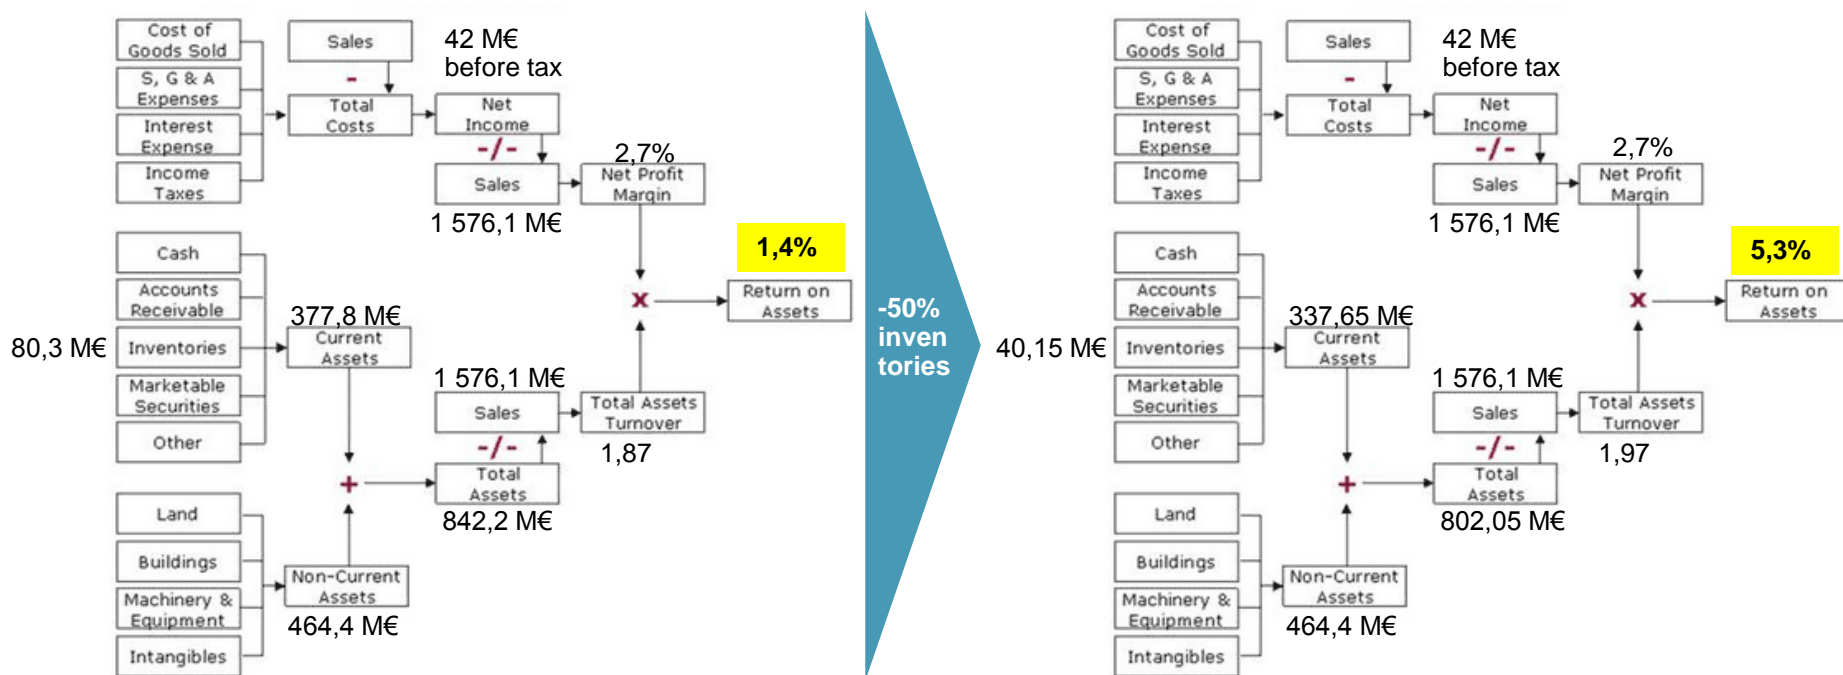 Cost of
Goods Sold
S, G & A
Expenses
Interest
Expense
Income
Taxes
Sales
-
Total
Costs
42 M€
before tax
Net
Income
-/-
Sales
1 576,1 M€
2,7%
Net Profit
Margin
Cash
Accounts
Receivable
80,3 M€
Inventories
Marketable
Securities
Other
377,8 M€
Current
Assets
+
Land
Buildings
Machinery &
Equipment
Intangibles
Non-Current
Assets
464,4 M€
1 576,1 M€
Sales
-/-
Total
Assets
842,2 M€
Total Assets
Turnover
1,87
x
1,4%
Return on
Assets
-50%
inven
tories
Cost of
Goods Sold
S, G & A
Expenses
Interest
Expense
Income
Taxes
Sales
-
Total
Costs
42 M€
before tax
Net
Income
-/-
Sales
1 576,1 M€
2,7%
Net Profit
Margin
Cash
Accounts
Receivable
40,15 M€
Inventories
Marketable
Securities
Other
337,65 M€
Current
Assets
+
Land
Buildings
Machinery &
Equipment
Intangibles
Non-Current
Assets
464,4 M€
1 576,1 M€
Sales
-/-
Total
Assets
802,05 M€
Total Assets
Turnover
1,97
x
5,3%
Return on
Assets